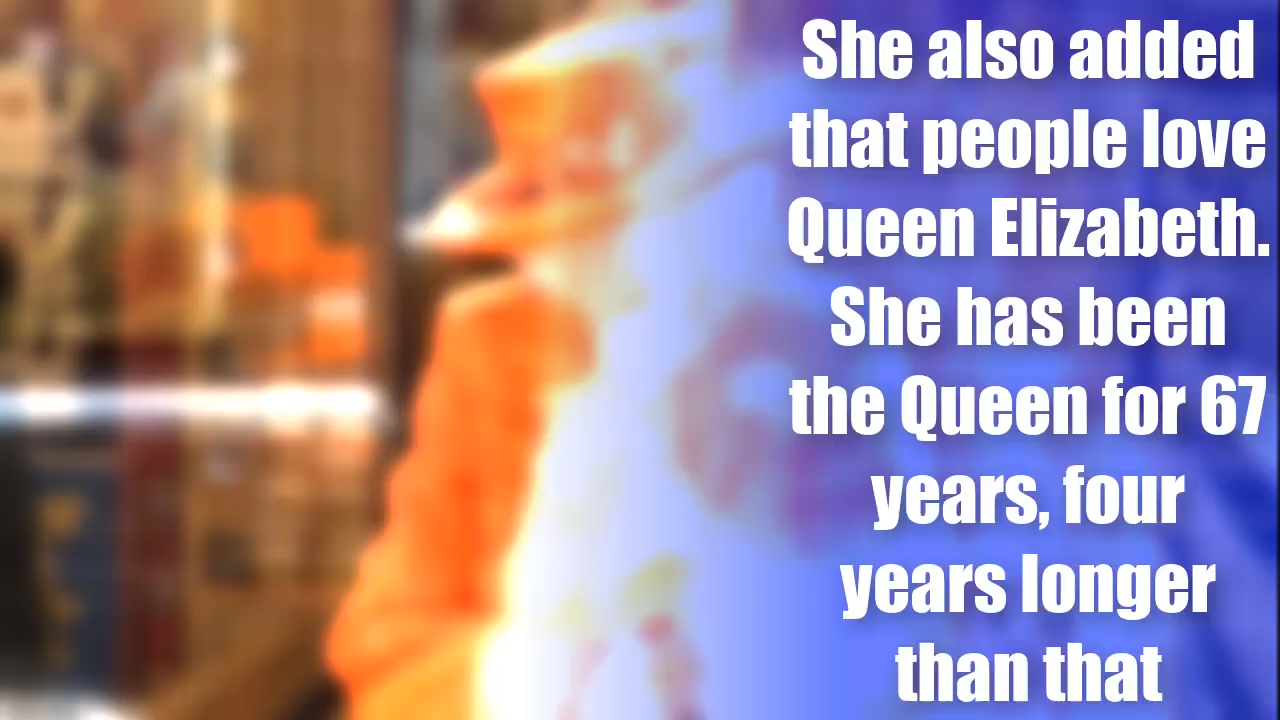 She also added
that people love
Queen Elizabeth.
She has been
the Queen for 67
years, four
years longer
than that